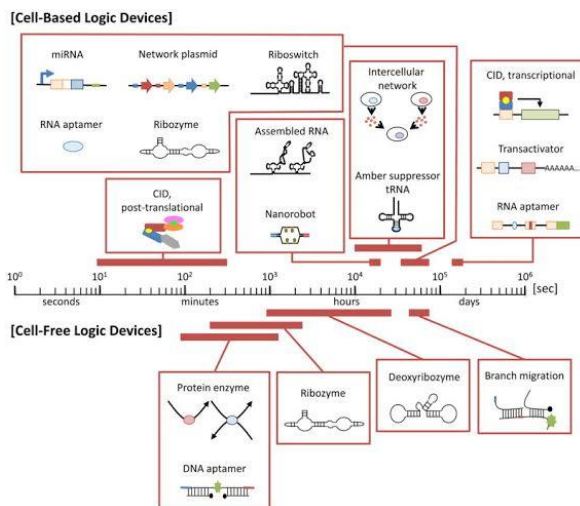 [Cell-Based Logic Devices]
miRNA
Network plasmid
Riboswitch
RNA aptamer
Ribozyme
Assembled RNA
Nanorobot
Intercellular
network
Amber suppressor
tRNA
CID, transcriptional
Transactivator
AAAAAA...
RNA aptamer
CID,
post-translational
10⁰ 10¹ 10² 10³ 10⁴ 10⁵ 10⁶ [sec]
seconds minutes hours days
[Cell-Free Logic Devices]
Protein enzyme
DNA aptamer
Ribozyme
Deoxyribozyme
Branch migration